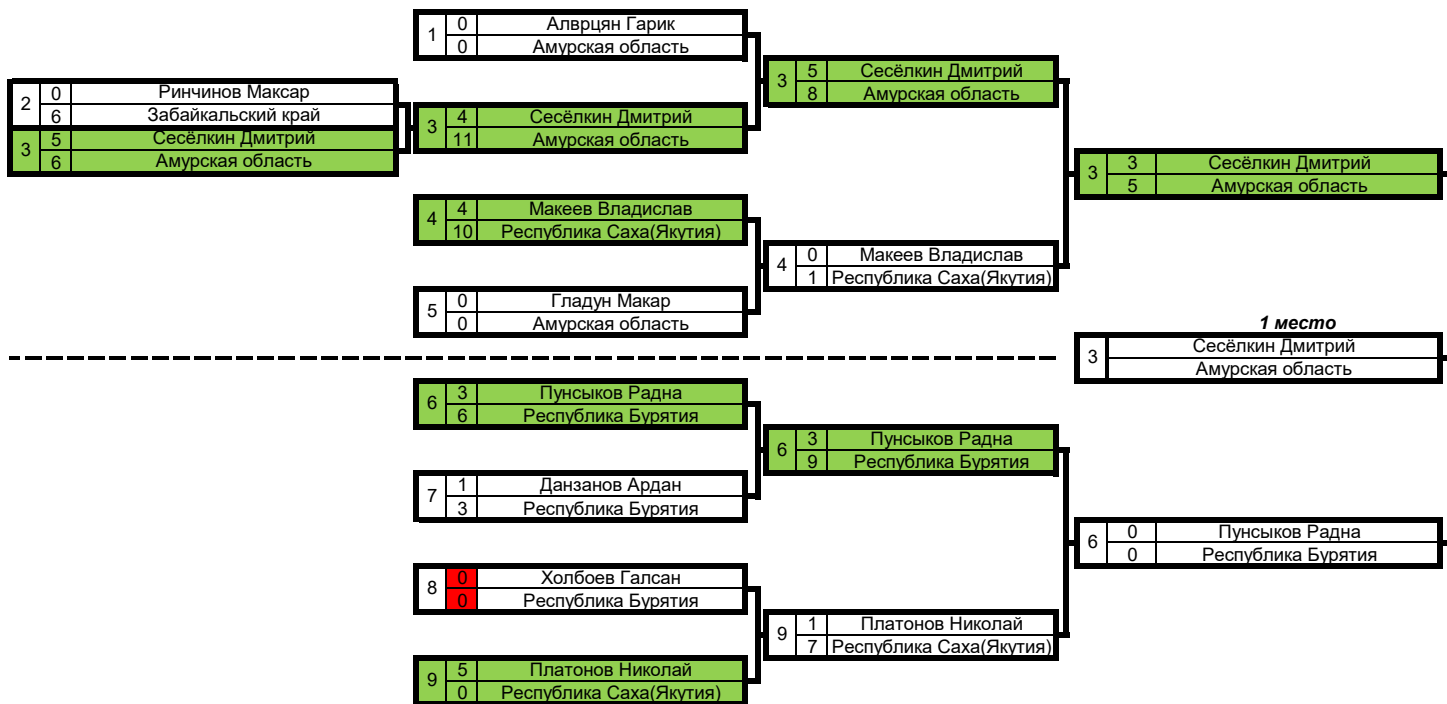 1 0 Алврцян Гарик
0 Амурская область
3 5 Сесёлкин Дмитрий
8 Амурская область
2 0 Ринчинов Максар
6 Забайкальский край
3 5 Сесёлкин Дмитрий
6 Амурская область
3 4 Сесёлкин Дмитрий
11 Амурская область
3 3 Сесёлкин Дмитрий
5 Амурская область
4 4 Макеев Владислав
10 Республика Саха(Якутия)
4 0 Макеев Владислав
1 Республика Саха(Якутия)
5 0 Гладун Макар
0 Амурская область
1 место
3 Сесёлкин Дмитрий
Амурская область
6 3 Пунсыков Радна
6 Республика Бурятия
6 3 Пунсыков Радна
9 Республика Бурятия
7 1 Данзанов Ардан
3 Республика Бурятия
6 0 Пунсыков Радна
0 Республика Бурятия
8 0 Холбоев Галсан
0 Республика Бурятия
9 1 Платонов Николай
7 Республика Саха(Якутия)
9 5 Платонов Николай
0 Республика Саха(Якутия)